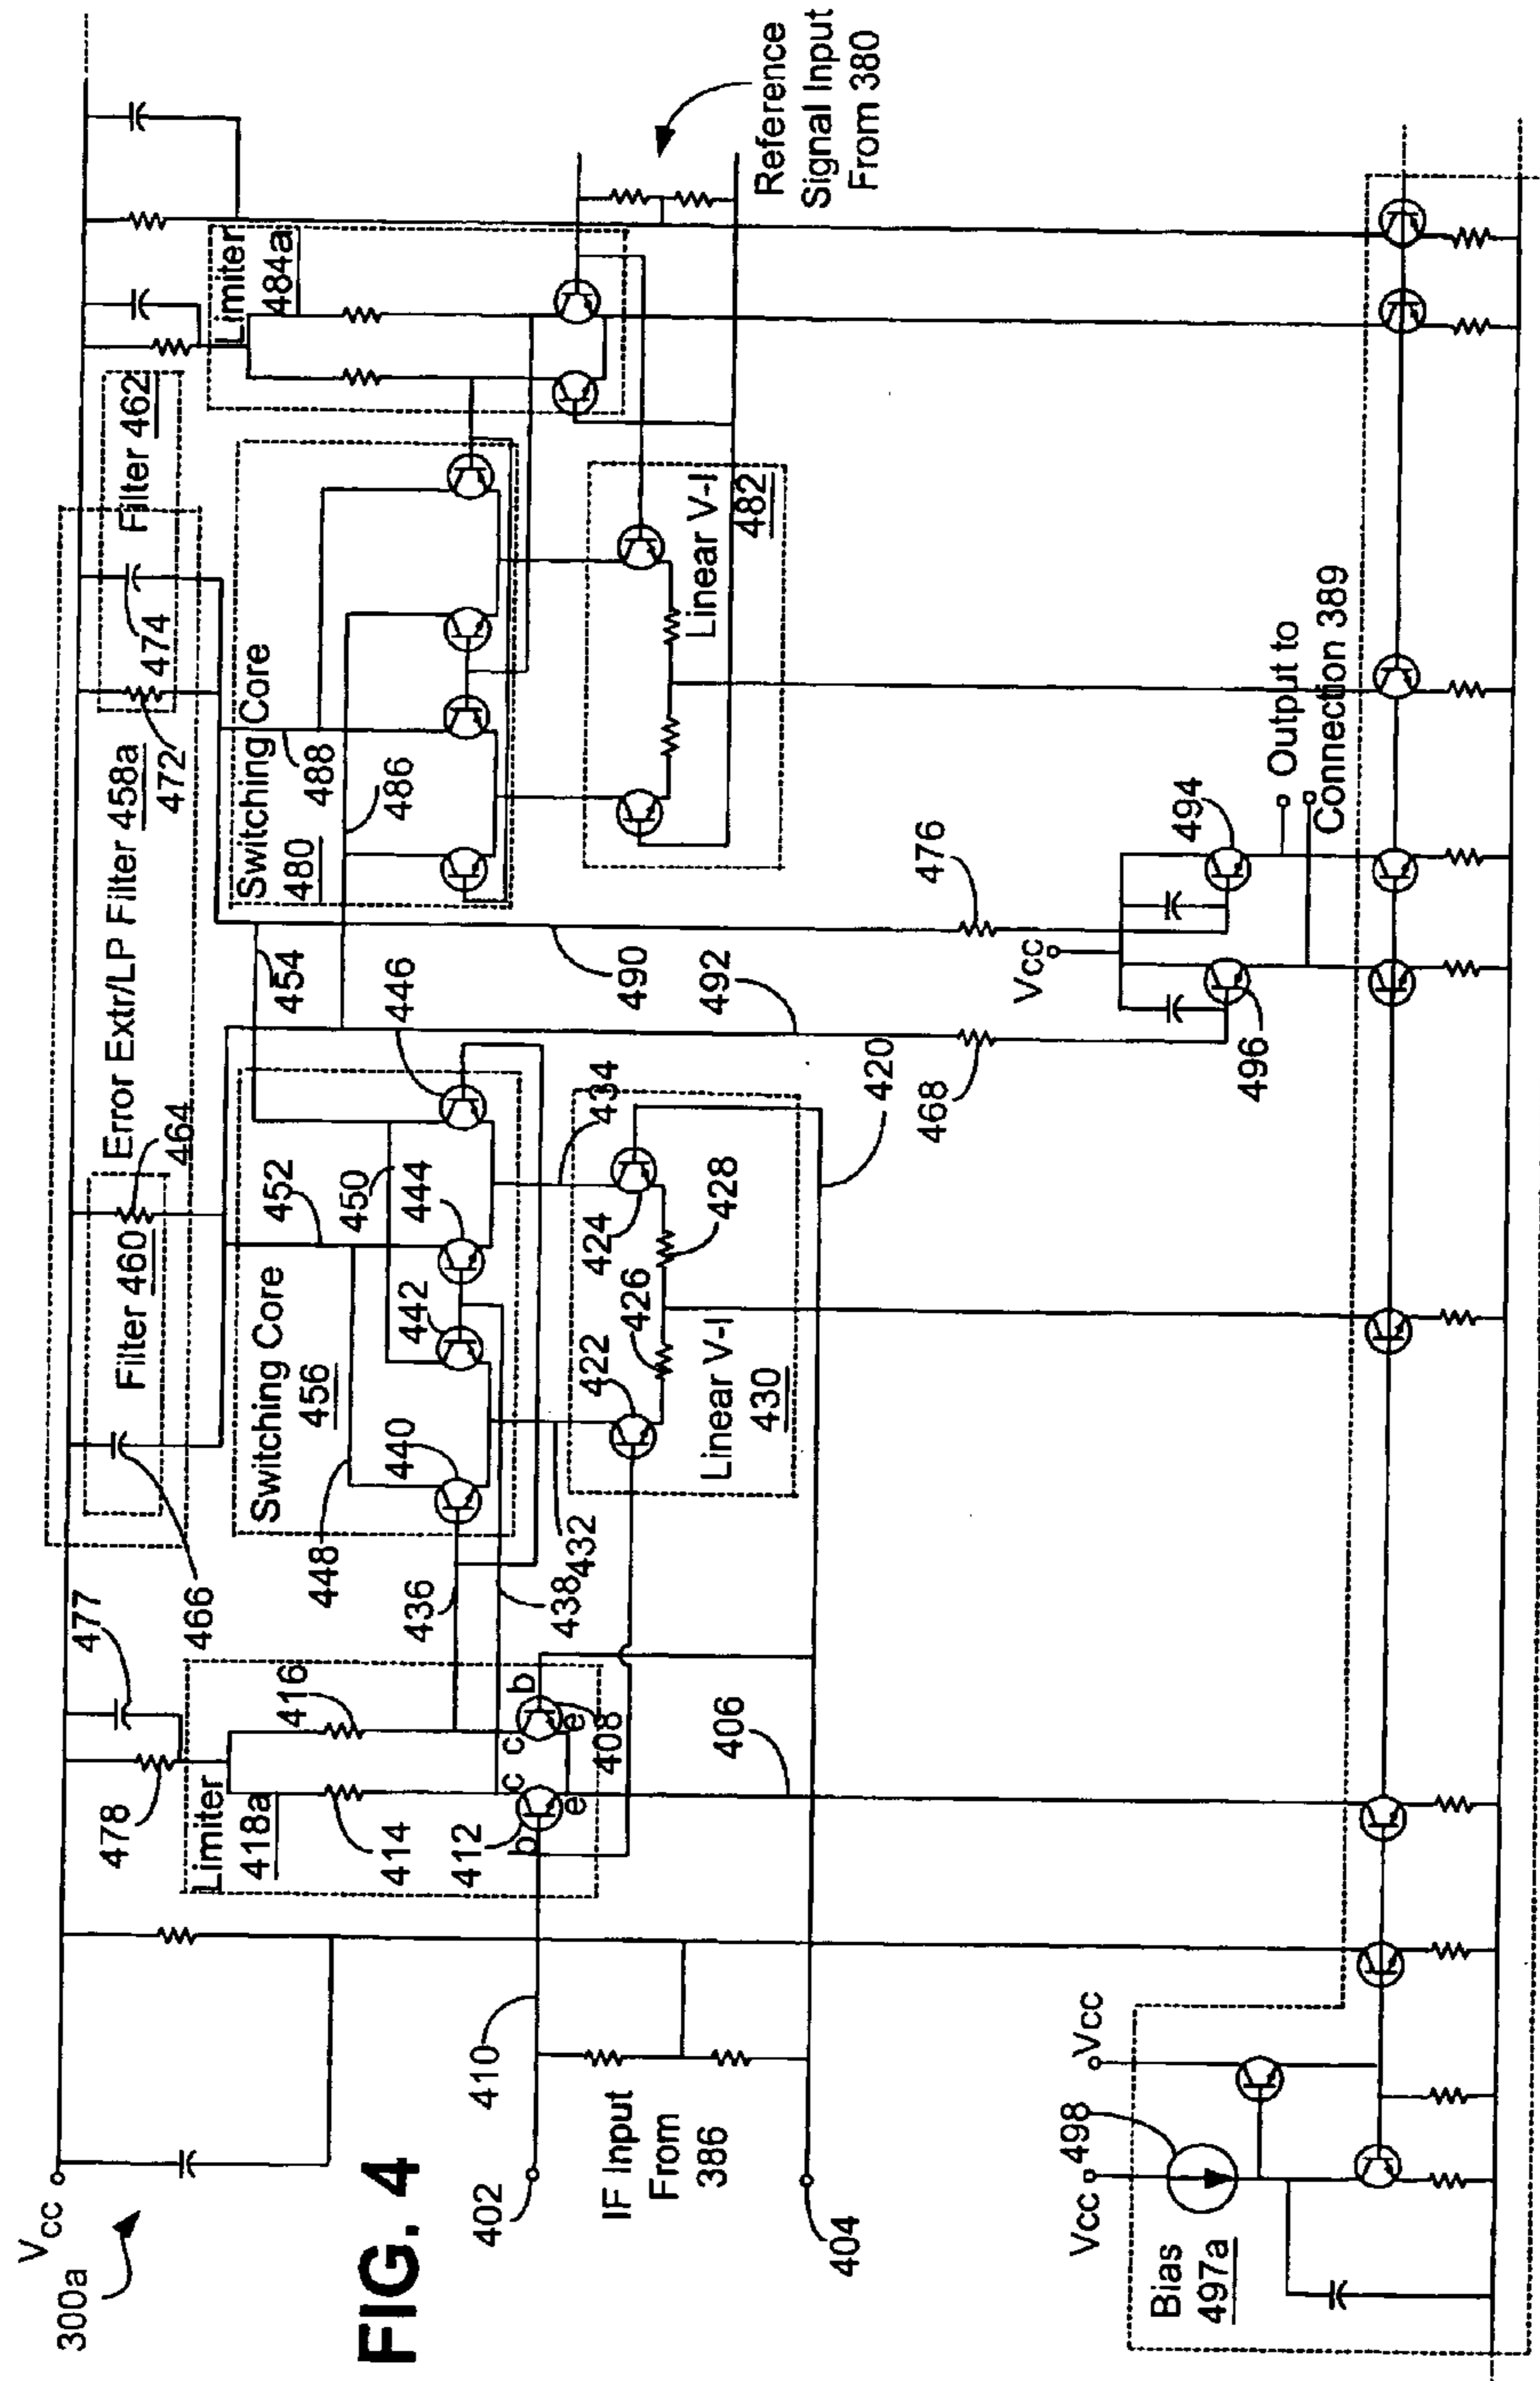 FIG. 4
300a
Vcc
402
IF Input
From
386
404
410
478
477
Limiter
418a
414
416
412
408
b
c
e
c
b
e
406
436
438
432
448
466
Filter 460
464
Error Extr/LP Filter 458a
472
474
Filter 462
Switching Core
456
440
442
444
446
450
452
454
Linear V-I
430
422
424
426
428
434
420
492
490
468
476
Switching Core
480
488
486
Linear V-I
482
Limiter
484a
Reference
Signal Input
From 380
Vcc
494
496
Output to
Connection 389
Bias
497a
Vcc
498
Vcc